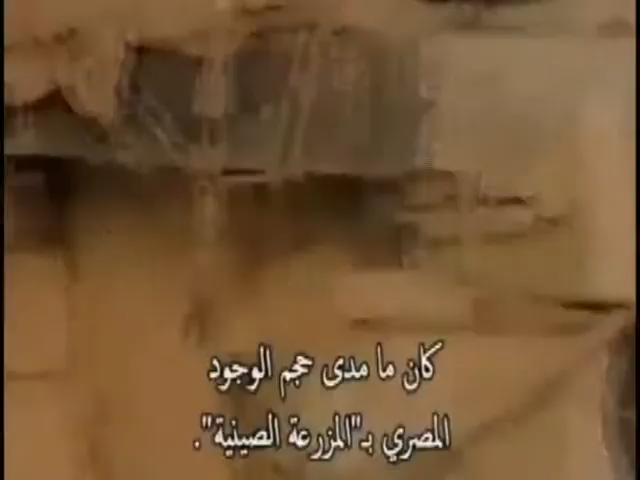 كان ما مدى حجم الوجود
المصري بـ"المزرعة الصينية".